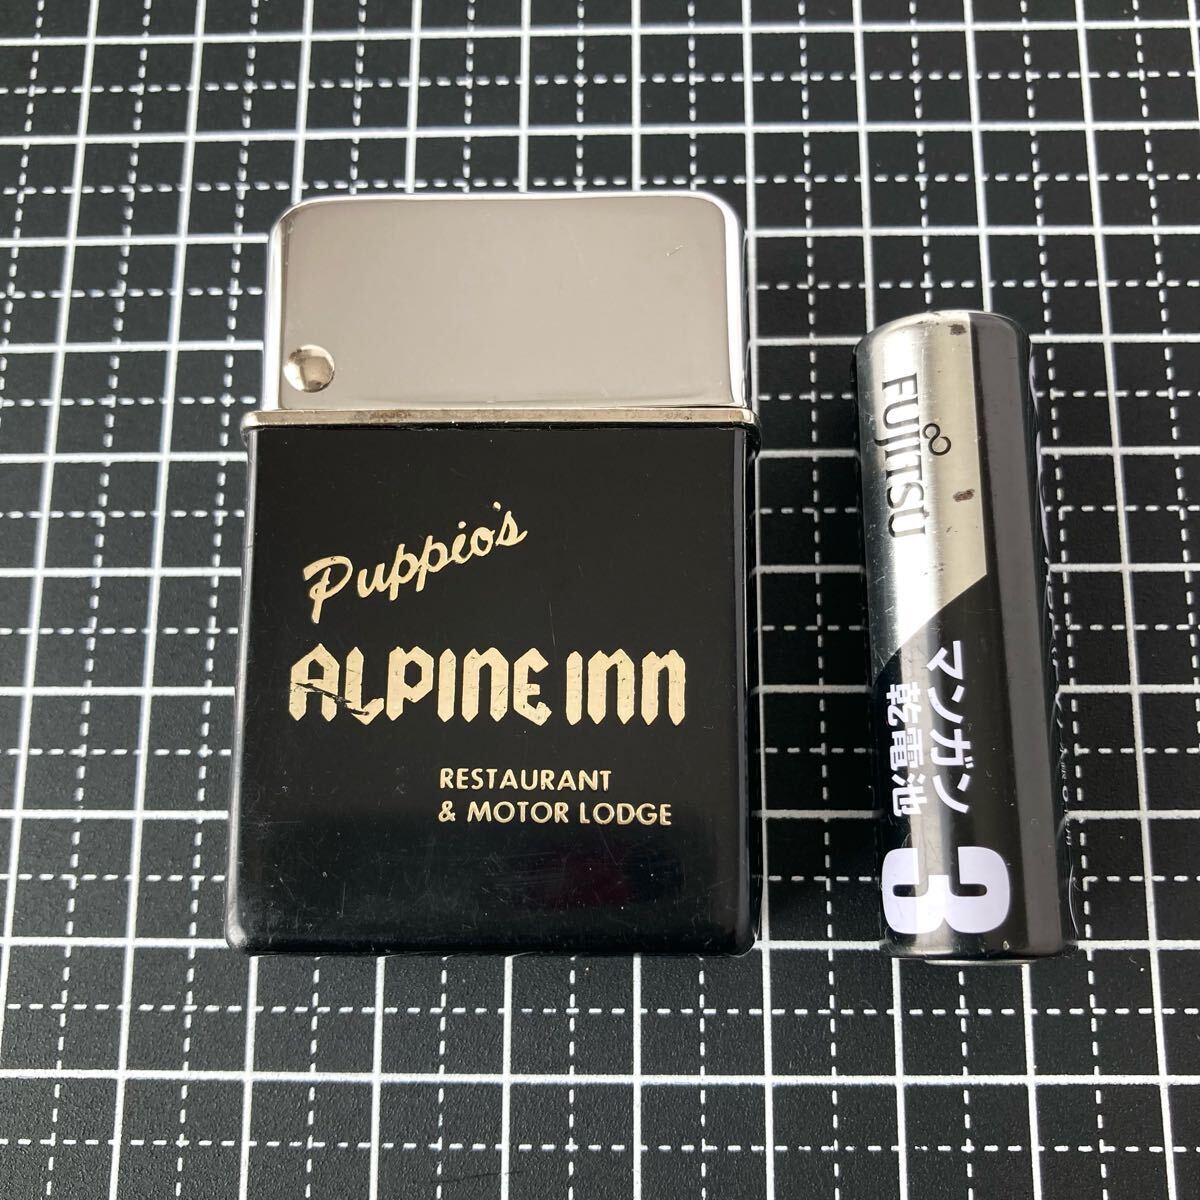 Puppio's
ALPINE INN
RESTAURANT
& MOTOR LODGE
FUJITSU
マンガン
乾電池
3